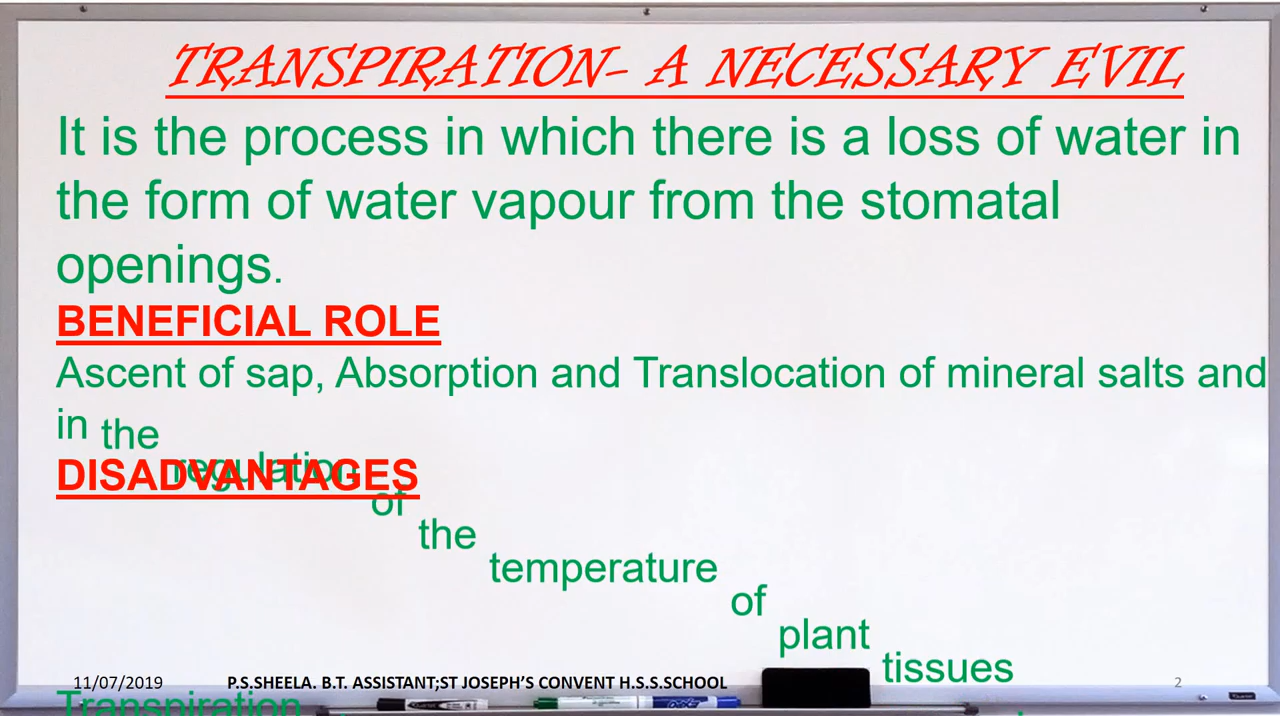 TRANSPIRATION- A NECESSARY EVIL
It is the process in which there is a loss of water in
the form of water vapour from the stomatal
openings.
BENEFICIAL ROLE
Ascent of sap, Absorption and Translocation of mineral salts and
in the regulation of the temperature of plant tissues
DISADVANTAGES
Transpiration
11/07/2019 P.S.SHEELA. B.T. ASSISTANT;ST JOSEPH'S CONVENT H.S.S.SCHOOL 2